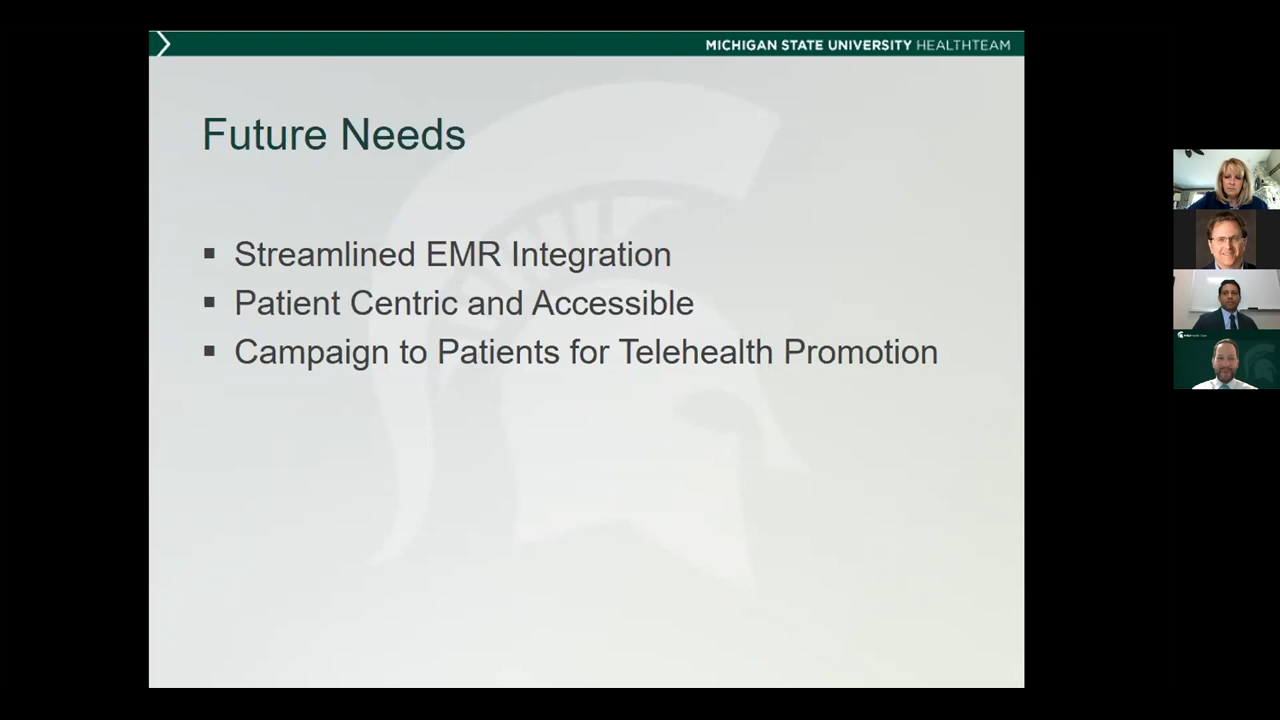 MICHIGAN STATE UNIVERSITY HEALTHTEAM
Future Needs
▪ Streamlined EMR Integration
▪ Patient Centric and Accessible
▪ Campaign to Patients for Telehealth Promotion